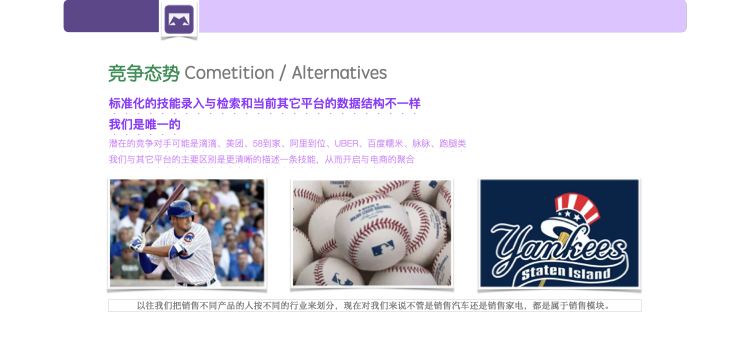 竞争态势 Cometition / Alternatives
标准化的技能录入与检索和当前其它平台的数据结构不一样
我们是唯一的
潜在的竞争对手可能是滴滴、美团、58到家、阿里到位、UBER、百度糯米、脉脉、跑腿类
我们与其它平台的主要区别是更清晰的描述一条技能，从而开启与电商的聚合
Yankees
Staten Island
以往我们把销售不同产品的人按不同的行业来划分，现在对我们来说不管是销售汽车还是销售家电，都是属于销售模块。